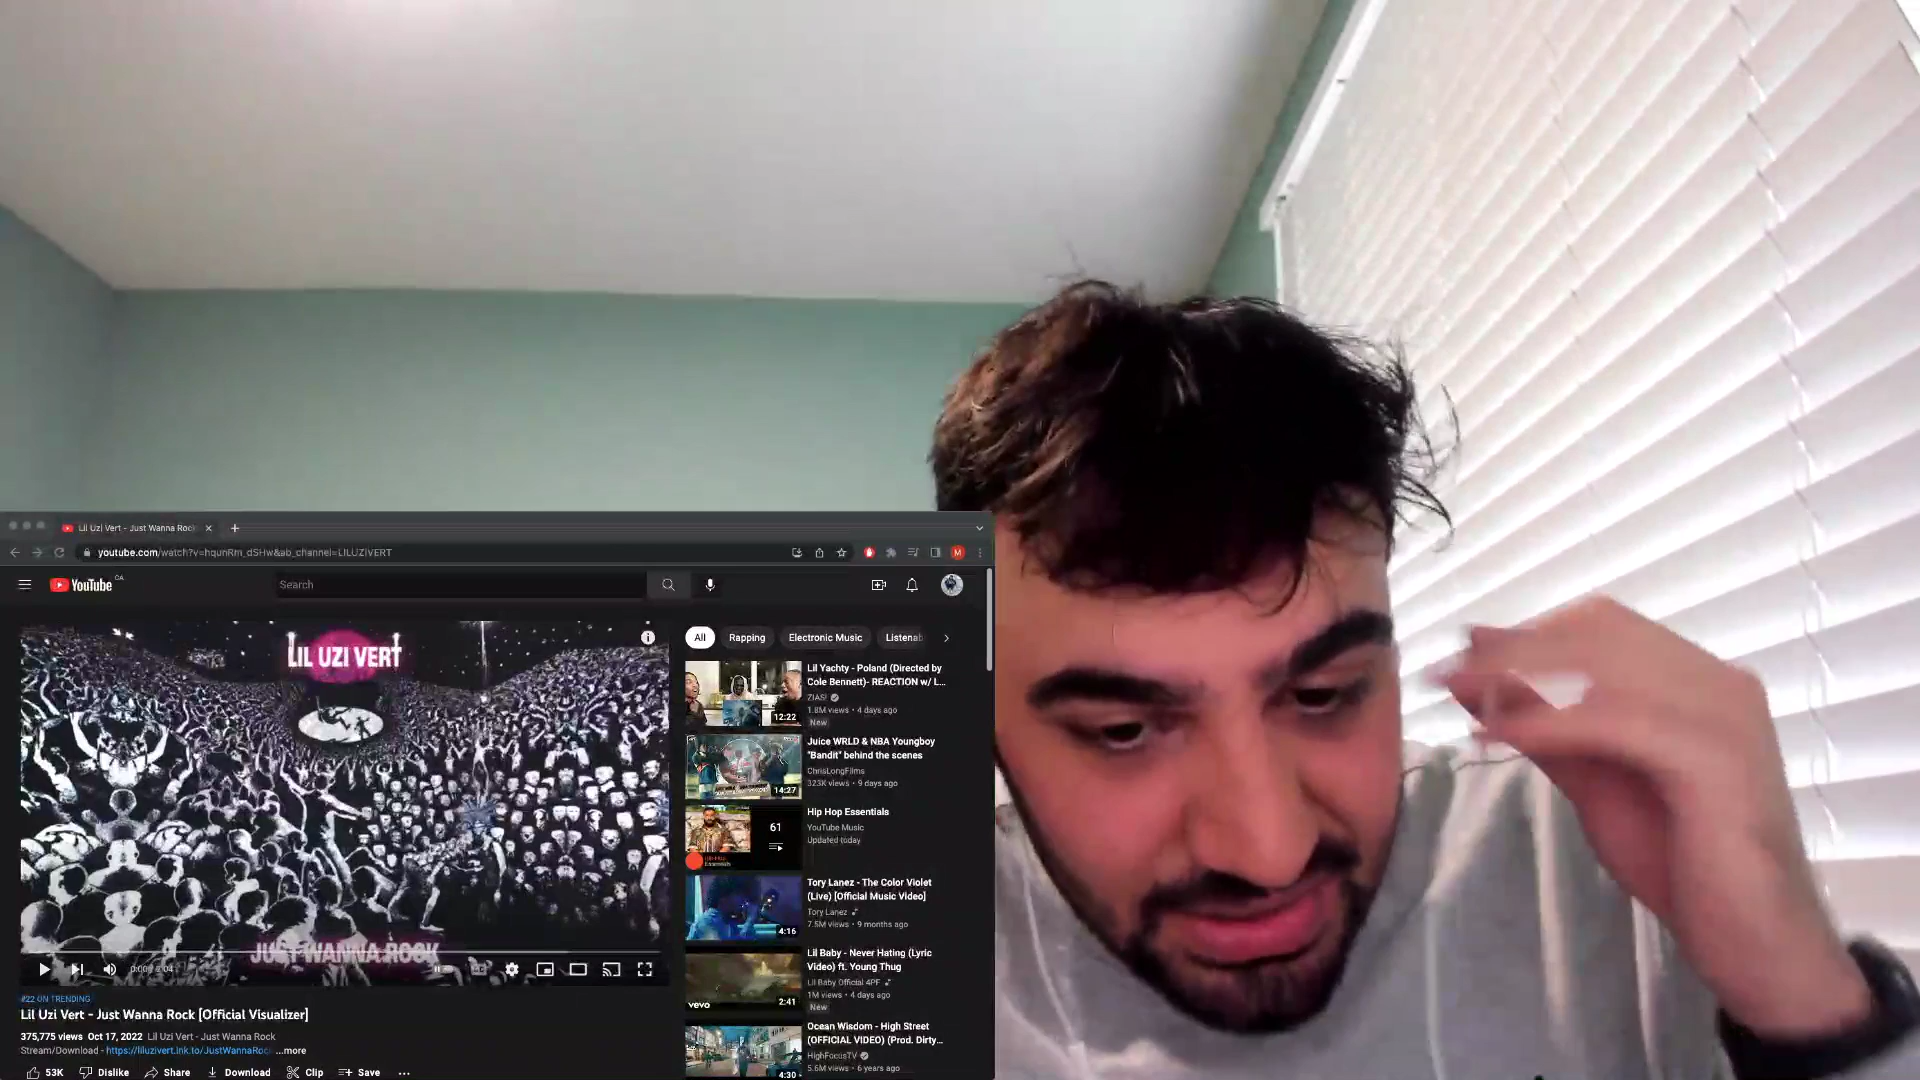 Lil Uzi Vert - Just Wanna Roc
youtube.com/watch?v=hqunRm_dSHw&ab_channel=LILUZIVERT
M
YouTube CA
Search
LIL UZI VERT
JUST WANNA ROCK
0:00 / 2:04
#22 ON TRENDING
Lil Uzi Vert - Just Wanna Rock [Official Visualizer]
375,775 views Oct 17, 2022 Lil Uzi Vert - Just Wanna Rock
Stream/Download - https://liluzivert.lnk.to/JustWannaRoc ...more
53K Dislike Share Download Clip Save ...
All Rapping Electronic Music Listenab
Lil Yachty - Poland (Directed by
Cole Bennett)- REACTION w/ L...
ZIAS!
1.8M views • 4 days ago
New
12:22
Juice WRLD & NBA Youngboy
"Bandit" behind the scenes
ChrisLongFilms
323K views • 9 days ago
14:27
Hip Hop Essentials
YouTube Music
Updated today
61
Tory Lanez - The Color Violet
(Live) [Official Music Video]
Tory Lanez
7.5M views • 9 months ago
4:16
Lil Baby - Never Hating (Lyric
Video) ft. Young Thug
Lil Baby Official 4PF
1M views • 4 days ago
New
vevo
2:41
Ocean Wisdom - High Street
(OFFICIAL VIDEO) (Prod. Dirty...
HighFocusTV
5.6M views • 6 years ago
4:30